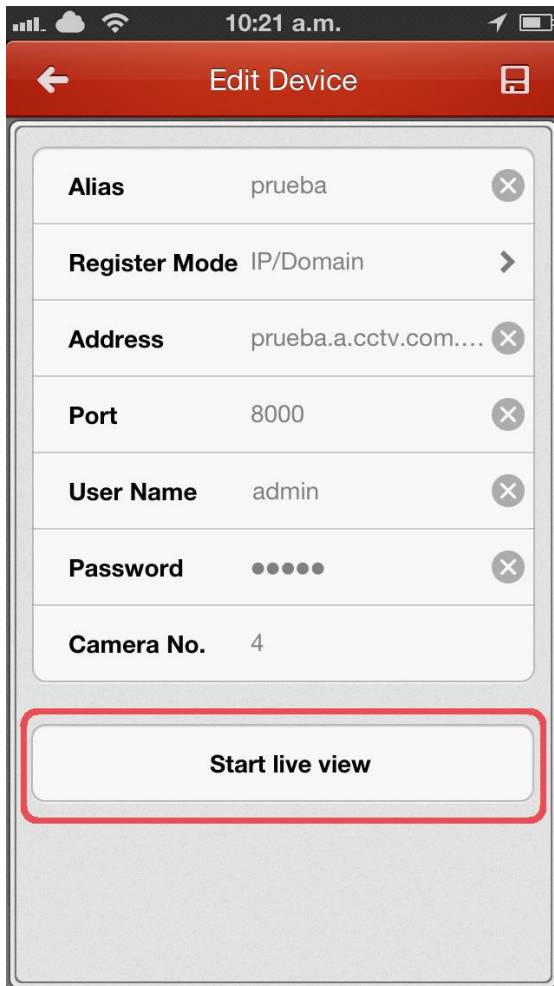 10:21 a.m.
Edit Device
Alias prueba
Register Mode IP/Domain
Address prueba.a.cctv.com....
Port 8000
User Name admin
Password •••••
Camera No. 4
Start live view